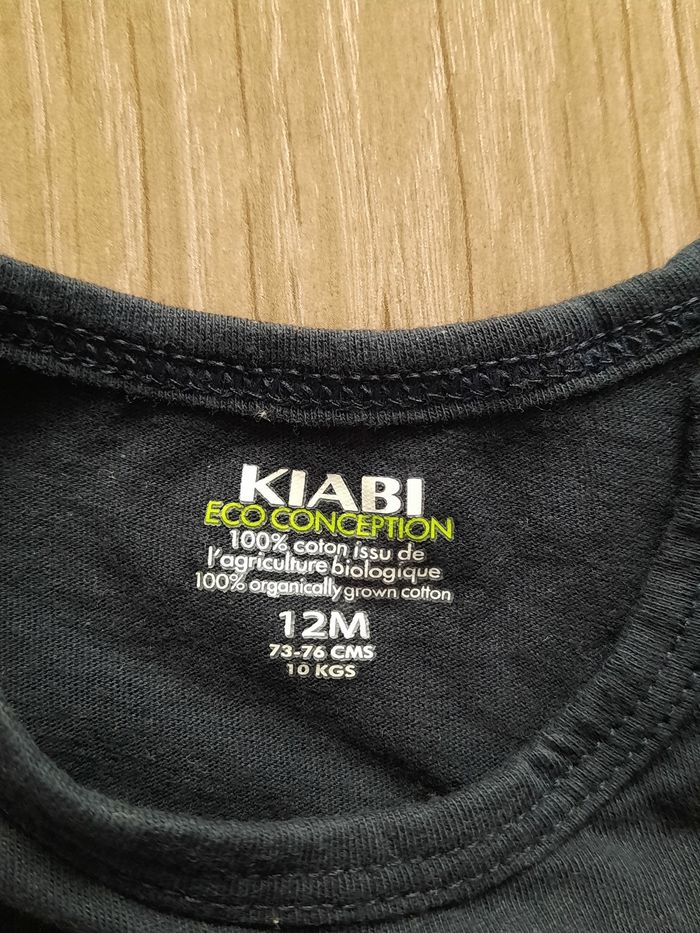 KIABI
ECO CONCEPTION
100% coton issu de
l'agriculture biologique
100% organically grown cotton
12M
73-76 CMS
10 KGS